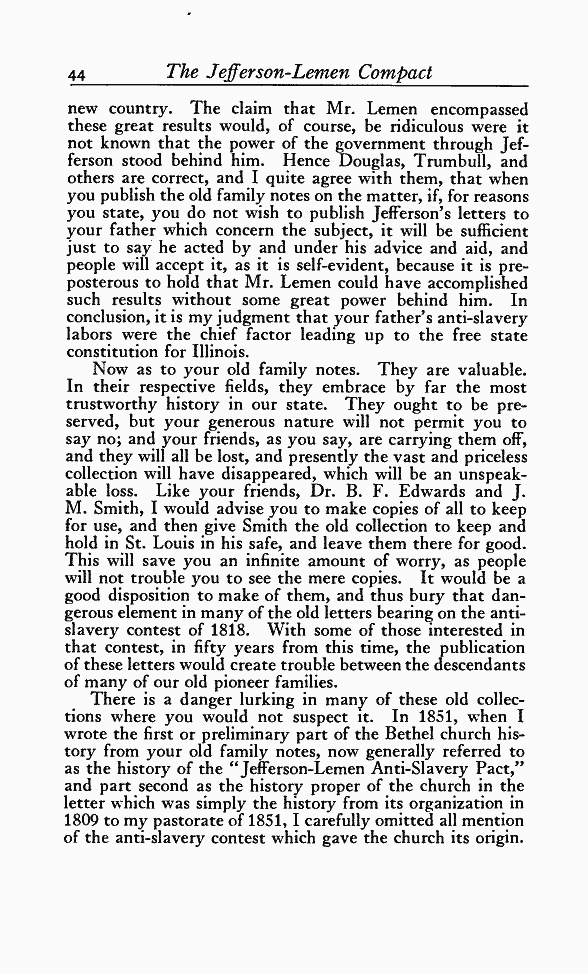 44 The Jefferson-Lemen Compact
new country. The claim that Mr. Lemen encompassed
these great results would, of course, be ridiculous were it
not known that the power of the government through Jef-
ferson stood behind him. Hence Douglas, Trumbull, and
others are correct, and I quite agree with them, that when
you publish the old family notes on the matter, if, for reasons
you state, you do not wish to publish Jefferson's letters to
your father which concern the subject, it will be sufficient
just to say he acted by and under his advice and aid, and
people will accept it, as it is self-evident, because it is pre-
posterous to hold that Mr. Lemen could have accomplished
such results without some great power behind him. In
conclusion, it is my judgment that your father's anti-slavery
labors were the chief factor leading up to the free state
constitution for Illinois.
Now as to your old family notes. They are valuable.
In their respective fields, they embrace by far the most
trustworthy history in our state. They ought to be pre-
served, but your generous nature will not permit you to
say no; and your friends, as you say, are carrying them off,
and they will all be lost, and presently the vast and priceless
collection will have disappeared, which will be an unspeak-
able loss. Like your friends, Dr. B. F. Edwards and J.
M. Smith, I would advise you to make copies of all to keep
for use, and then give Smith the old collection to keep and
hold in St. Louis in his safe, and leave them there for good.
This will save you an infinite amount of worry, as people
will not trouble you to see the mere copies. It would be a
good disposition to make of them, and thus bury that dan-
gerous element in many of the old letters bearing on the anti-
slavery contest of 1818. With some of those interested in
that contest, in fifty years from this time, the publication
of these letters would create trouble between the descendants
of many of our old pioneer families.
There is a danger lurking in many of these old collec-
tions where you would not suspect it. In 1851, when I
wrote the first or preliminary part of the Bethel church his-
tory from your old family notes, now generally referred to
as the history of the "Jefferson-Lemen Anti-Slavery Pact,"
and part second as the history proper of the church in the
letter which was simply the history from its organization in
1809 to my pastorate of 1851, I carefully omitted all mention
of the anti-slavery contest which gave the church its origin.